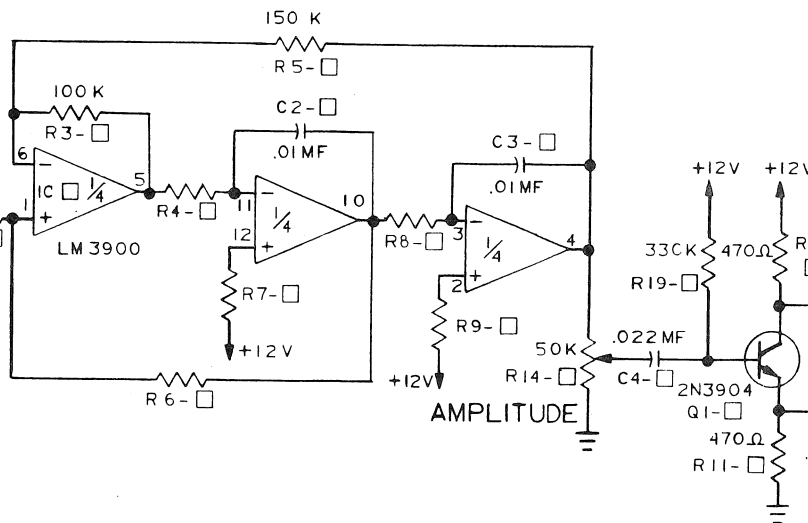 150 K
R5-□
100K
R3-□
C2-□
.01MF
C3-□
.01MF
+12V
+12V
6
−
5
IC □ 1/4
1
+
LM3900
R4-□
−
11
10
1/4
12
+
R8-□
−
3
4
1/4
2
+
33CK
470Ω
R
R19-□
R7-□
+12V
R9-□
+12V
50K
R14-□
.022MF
C4-□
2N3904
Q1-□
R6-□
AMPLITUDE
470Ω
R11-□